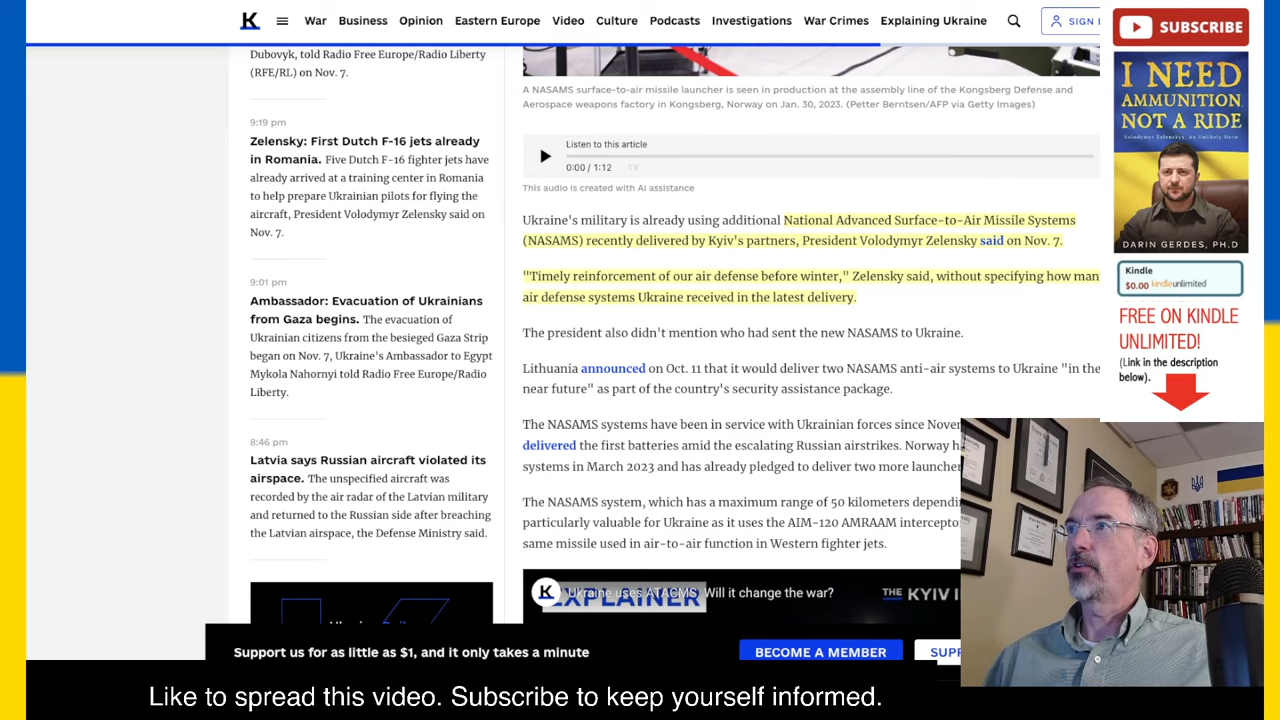 K
War
Business
Opinion
Eastern Europe
Video
Culture
Podcasts
Investigations
War Crimes
Explaining Ukraine
SIGN
Dubovyk, told Radio Free Europe/Radio Liberty
(RFE/RL) on Nov. 7.
9:19 pm
Zelensky: First Dutch F-16 jets already
in Romania. Five Dutch F-16 fighter jets have
already arrived at a training center in Romania
to help prepare Ukrainian pilots for flying the
aircraft, President Volodymyr Zelensky said on
Nov. 7.
9:01 pm
Ambassador: Evacuation of Ukrainians
from Gaza begins. The evacuation of
Ukrainian citizens from the besieged Gaza Strip
began on Nov. 7, Ukraine's Ambassador to Egypt
Mykola Nahornyi told Radio Free Europe/Radio
Liberty.
8:46 pm
Latvia says Russian aircraft violated its
airspace. The unspecified aircraft was
recorded by the air radar of the Latvian military
and returned to the Russian side after breaching
the Latvian airspace, the Defense Ministry said.
A NASAMS surface-to-air missile launcher is seen in production at the assembly line of the Kongsberg Defense and
Aerospace weapons factory in Kongsberg, Norway on Jan. 30, 2023. (Petter Berntsen/AFP via Getty Images)
Listen to this article
0:00 / 1:12 1X
This audio is created with AI assistance
Ukraine's military is already using additional National Advanced Surface-to-Air Missile Systems
(NASAMS) recently delivered by Kyiv's partners, President Volodymyr Zelensky said on Nov. 7.
"Timely reinforcement of our air defense before winter," Zelensky said, without specifying how man
air defense systems Ukraine received in the latest delivery.
The president also didn't mention who had sent the new NASAMS to Ukraine.
Lithuania announced on Oct. 11 that it would deliver two NASAMS anti-air systems to Ukraine "in the
near future" as part of the country's security assistance package.
The NASAMS systems have been in service with Ukrainian forces since Nover
delivered the first batteries amid the escalating Russian airstrikes. Norway h
systems in March 2023 and has already pledged to deliver two more launcher
The NASAMS system, which has a maximum range of 50 kilometers dependi
particularly valuable for Ukraine as it uses the AIM-120 AMRAAM intercepto
same missile used in air-to-air function in Western fighter jets.
K
Ukraine uses ATACMS. Will it change the war?
EXPLAINER
THE KYIV I
Support us for as little as $1, and it only takes a minute
BECOME A MEMBER
SUPP
Like to spread this video. Subscribe to keep yourself informed.
SUBSCRIBE
I NEED
AMMUNITION,
NOT A RIDE
Volodymyr Zelenskyy, An Unlikely Hero
DARIN GERDES, PH.D
Kindle
$0.00 kindleunlimited
FREE ON KINDLE
UNLIMITED!
(Link in the description
below).